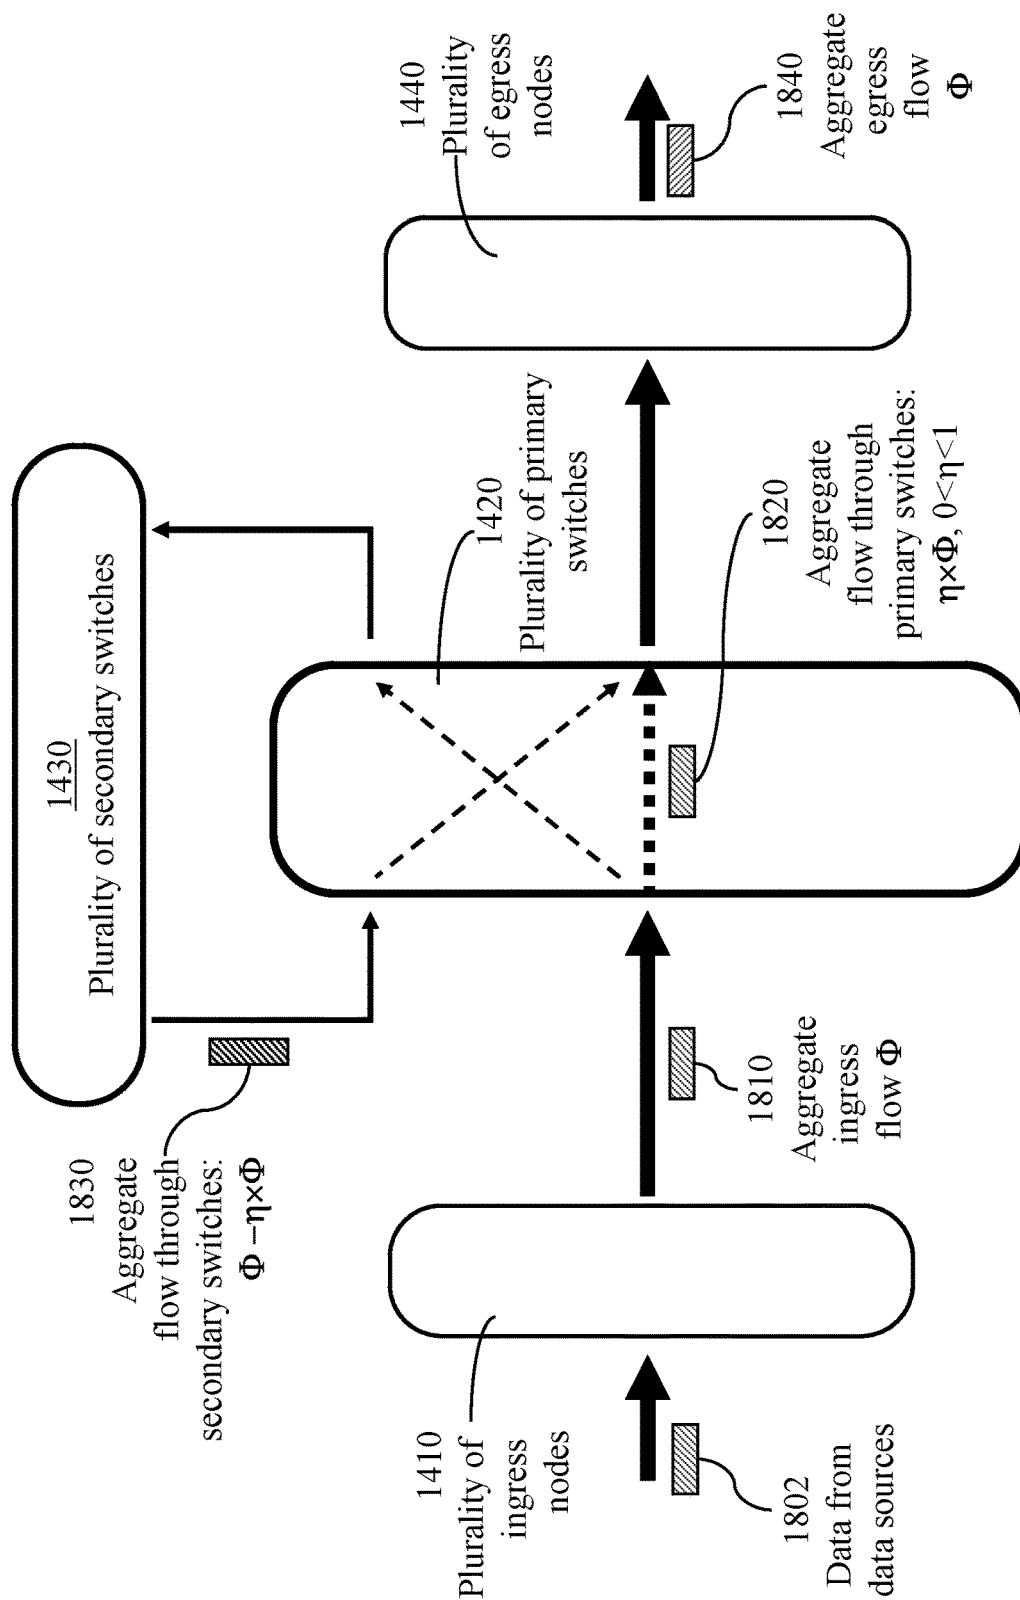 1430
Plurality of secondary switches
1830
Aggregate
flow through
secondary switches:
Φ –η×Φ
1410
Plurality of
ingress
nodes
1420
Plurality of primary
switches
1440
Plurality
of egress
nodes
1802
Data from
data sources
1810
Aggregate
ingress
flow Φ
1820
Aggregate
flow through
primary switches:
η×Φ, 0<η<1
1840
Aggregate
egress
flow
Φ